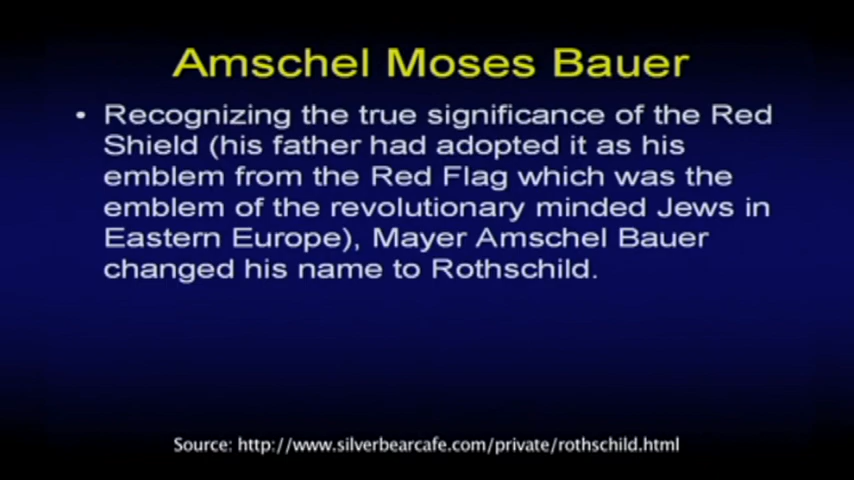 Amschel Moses Bauer
• Recognizing the true significance of the Red
Shield (his father had adopted it as his
emblem from the Red Flag which was the
emblem of the revolutionary minded Jews in
Eastern Europe), Mayer Amschel Bauer
changed his name to Rothschild.
Source: http://www.silverbearcafe.com/private/rothschild.html